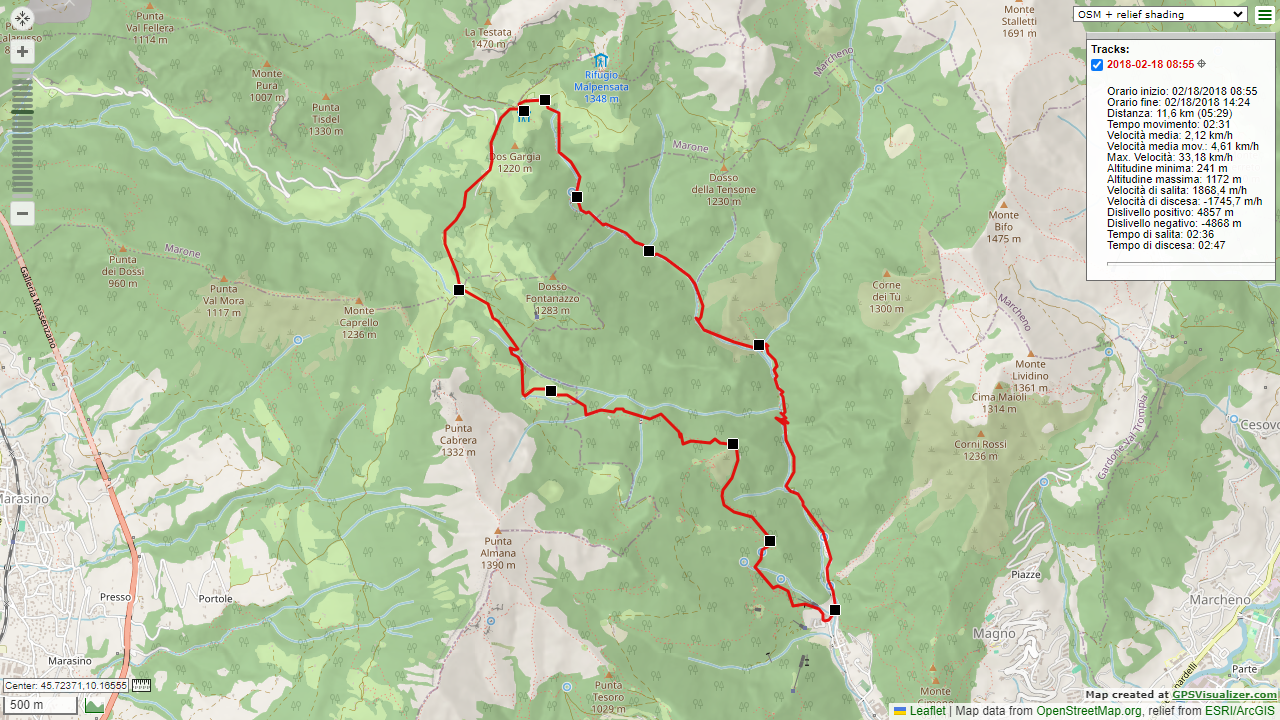 Punta
Val Fellera
1114 m
La Testata
1470 m
Monte
Stalletti
1691 m
OSM + relief shading
Marcheno
Tracks:
2018-02-18 08:55
Orario inizio: 02/18/2018 08:55
Orario fine: 02/18/2018 14:24
Distanza: 11,6 km (05:29)
Tempo movimento: 02:31
Velocità media: 2,12 km/h
Velocità media mov.: 4,61 km/h
Max. Velocità: 33,18 km/h
Altitudine minima: 241 m
Altitudine massima: 1172 m
Velocità di salita: 1868,4 m/h
Velocità di discesa: -1745,7 m/h
Dislivello positivo: 4857 m
Dislivello negativo: -4868 m
Tempo di salita: 02:36
Tempo di discesa: 02:47
Monte
Pura
1007 m
Rifugio
Malpensata
1348 m
Punta
Tisdel
1330 m
Marone
Dos Gargia
1220 m
Dosso
della Tensone
1230 m
Monte
Bifo
1475 m
Marone
Punta
dei Dossi
960 m
Galleria Massenano
Punta
Val Mora
1117 m
Dosso
Fontanazzo
1283 m
Corne
dei Tù
1300 m
Marcheno
Monte
Caprello
1236 m
Monte
Lividino
1361 m
Cima Maioli
1314 m
Punta
Cabrera
1332 m
Corni Rossi
1236 m
Gardone Val Trompia
Cesovo
Marasino
Punta
Almana
1390 m
Piazze
Presso
Portole
Marcheno
Magno
Marasino
Parte
Punta
Tesoro
1029 m
Monte
Center: 45.72371,10.16555
500 m
Map created at GPSVisualizer.com
Leaflet | Map data from OpenStreetMap.org, relief from ESRI/ArcGIS